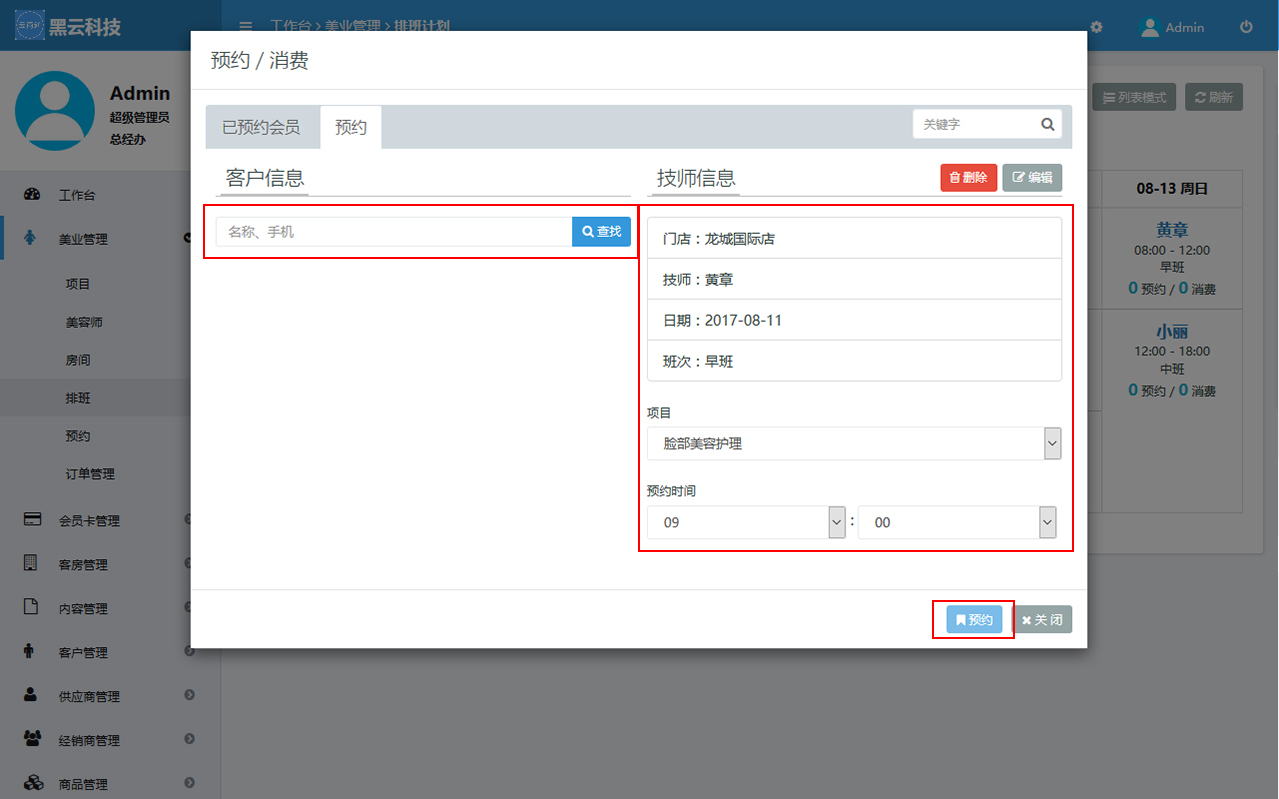 黑云科技
工作台 > 美业管理 > 排班计划
Admin
预约 / 消费
Admin
超级管理员
总经办
列表模式
刷新
已预约会员
预约
关键字
客户信息
技师信息
删除
编辑
名称、手机
查找
门店：龙城国际店
技师：黄章
日期：2017-08-11
班次：早班
项目
脸部美容护理
预约时间
09 : 00
预约
关 闭
08-13 周日
黄章
08:00 - 12:00
早班
0 预约 / 0 消费
小丽
12:00 - 18:00
中班
0 预约 / 0 消费
工作台
美业管理
项目
美容师
房间
排班
预约
订单管理
会员卡管理
客房管理
内容管理
客户管理
供应商管理
经销商管理
商品管理